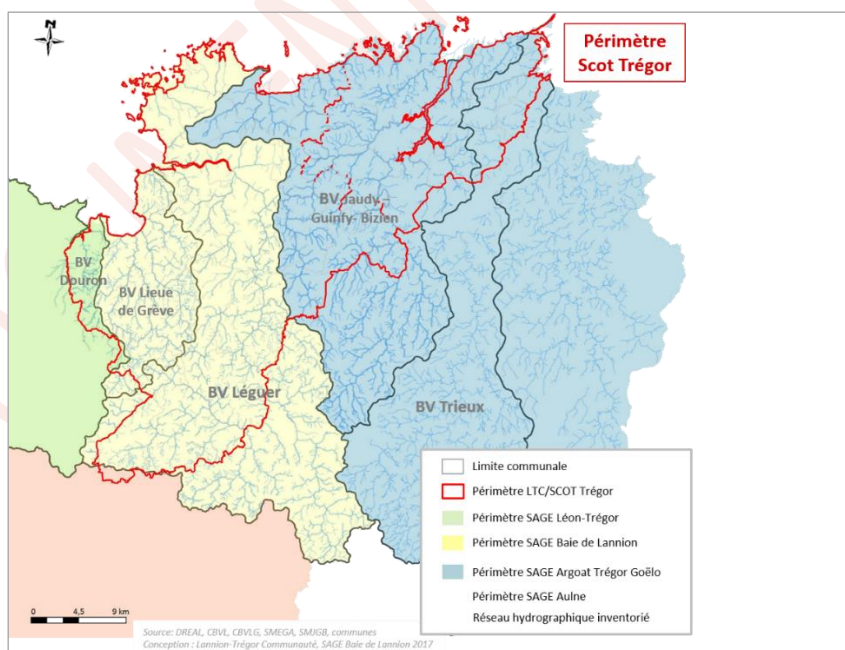 N
Périmètre
Scot Trégor
BV Jaudy –
Guinfy- Bizien
BV
Douron
BV Lieue
de Grève
BV Léguer
BV Trieux
Limite communale
Périmètre LTC/SCOT Trégor
Périmètre SAGE Léon-Trégor
Périmètre SAGE Baie de Lannion
Périmètre SAGE Argoat Trégor Goëlo
Périmètre SAGE Aulne
Réseau hydrographique inventorié
0 4,5 9 km
Source: DREAL, CBVL, CBVLG, SMEGA, SMJGB, communes
Conception : Lannion-Trégor Communauté, SAGE Baie de Lannion 2017